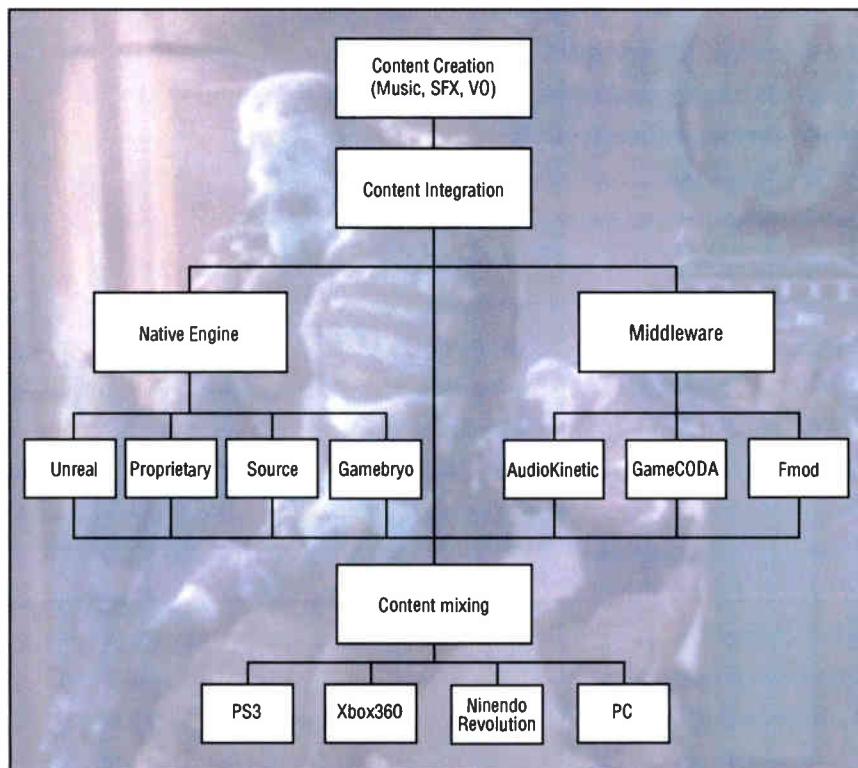 Content Creation
(Music, SFX, VO)
Content Integration
Native Engine
Middleware
Unreal
Proprietary
Source
Gamebryo
AudioKinetic
GameCODA
Fmod
Content mixing
PS3
Xbox360
Ninendo
Revolution
PC